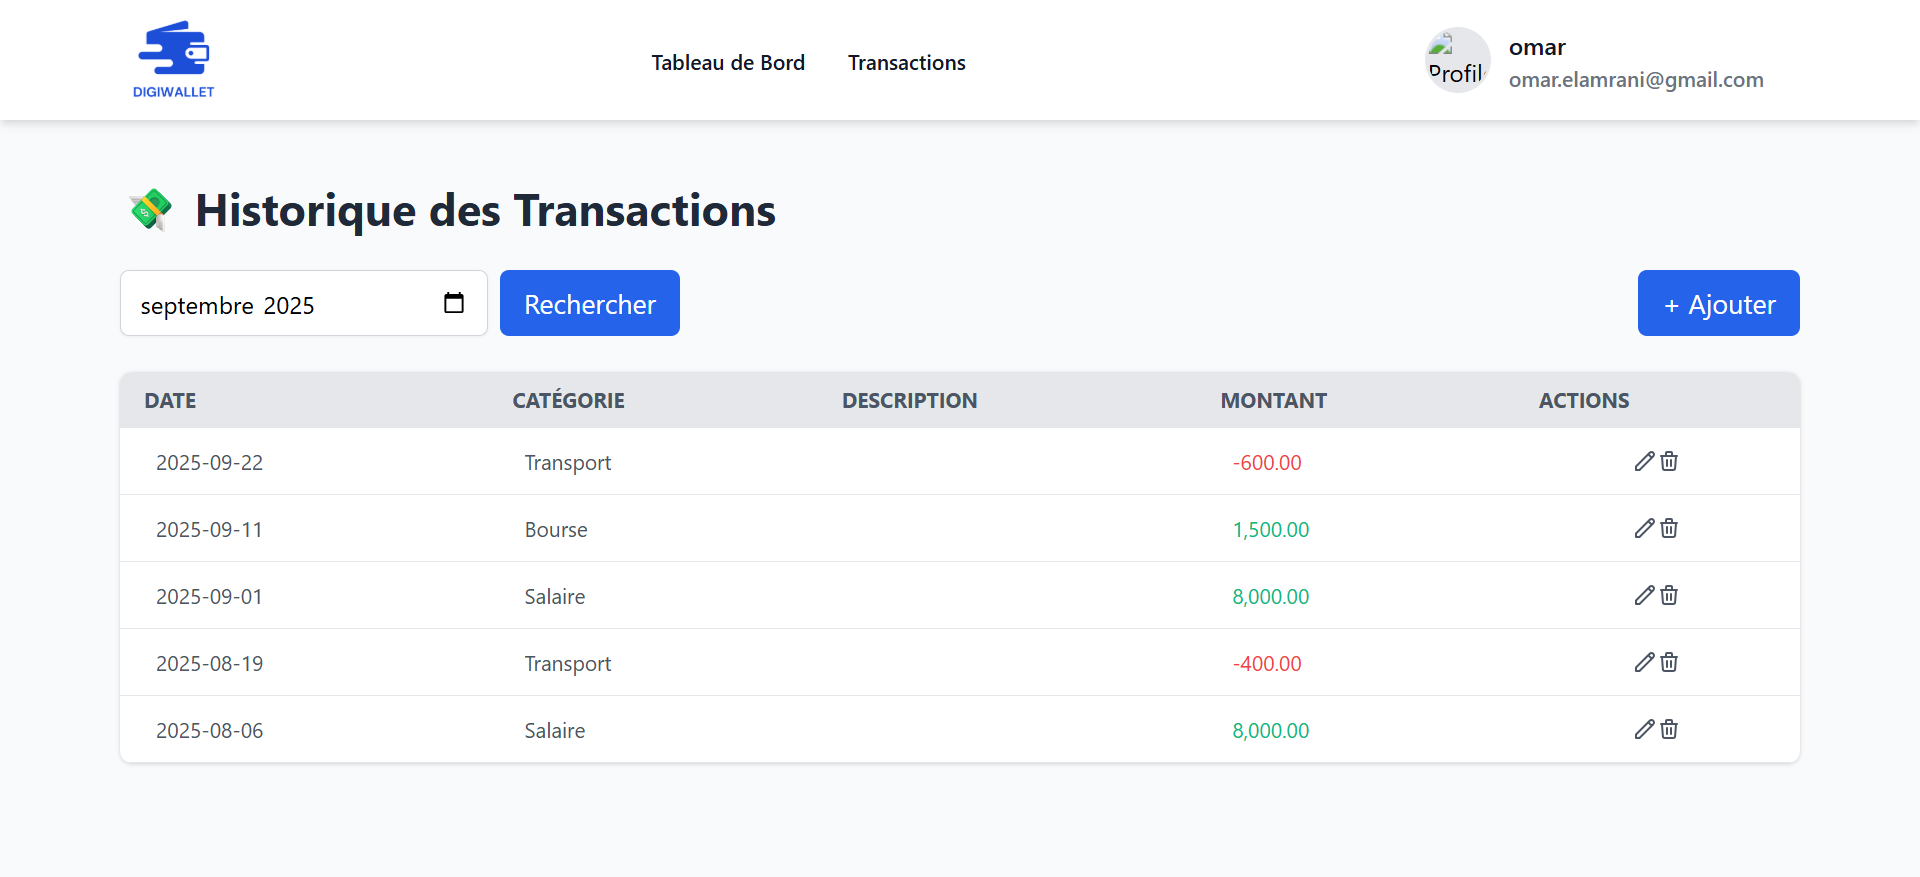 DIGIWALLET
Tableau de Bord Transactions
Profil
omar
omar.elamrani@gmail.com
Historique des Transactions
septembre 2025 Rechercher + Ajouter
DATE CATÉGORIE DESCRIPTION MONTANT ACTIONS
2025-09-22 Transport -600.00
2025-09-11 Bourse 1,500.00
2025-09-01 Salaire 8,000.00
2025-08-19 Transport -400.00
2025-08-06 Salaire 8,000.00